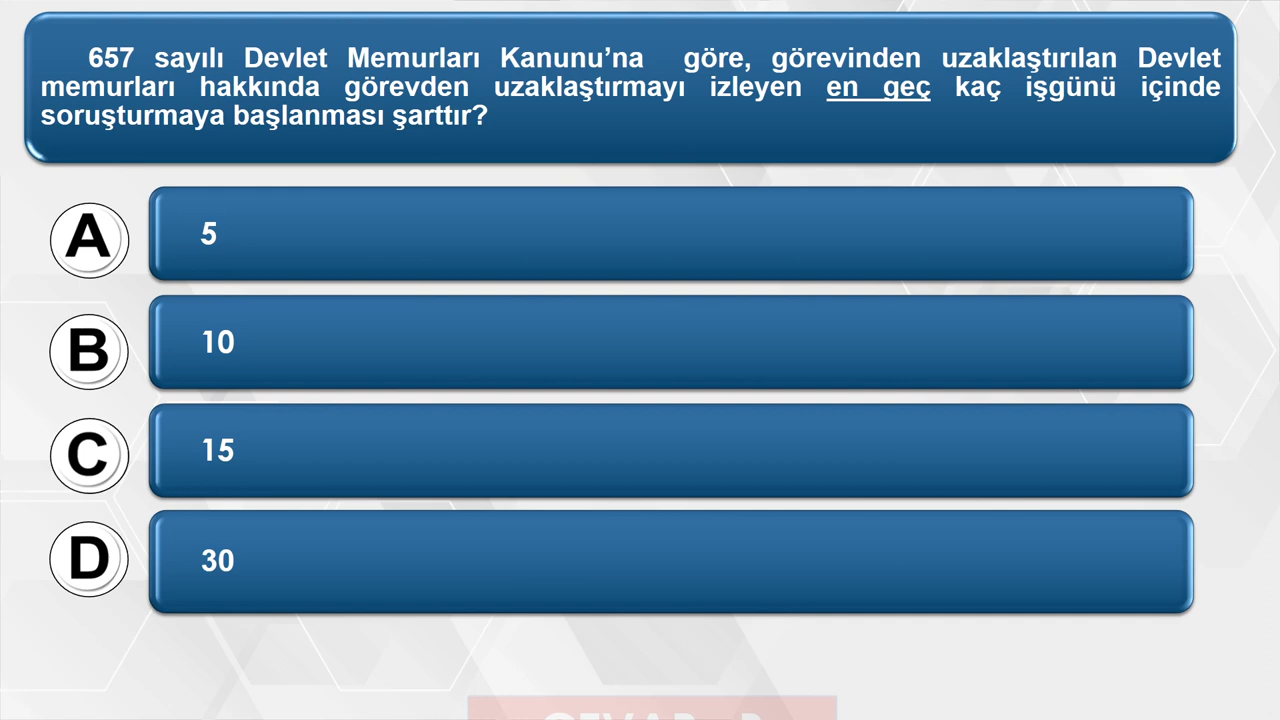 657 sayılı Devlet Memurları Kanunu’na göre, görevinden uzaklaştırılan Devlet
memurları hakkında görevden uzaklaştırmayı izleyen en geç kaç işgünü içinde
soruşturmaya başlanması şarttır?
A 5
B 10
C 15
D 30